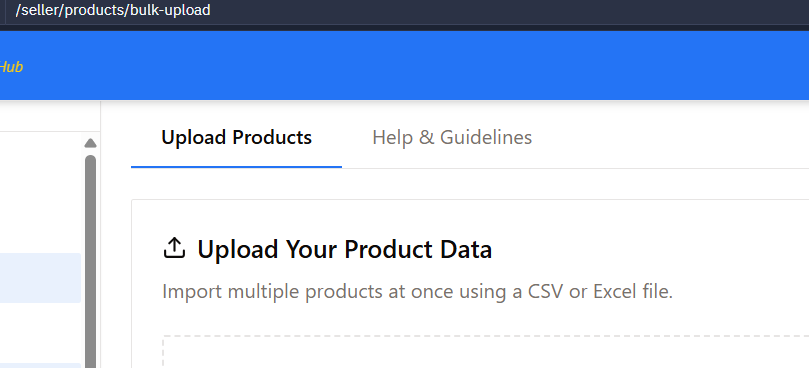 /seller/products/bulk-upload
Hub
Upload Products
Help & Guidelines
Upload Your Product Data
Import multiple products at once using a CSV or Excel file.